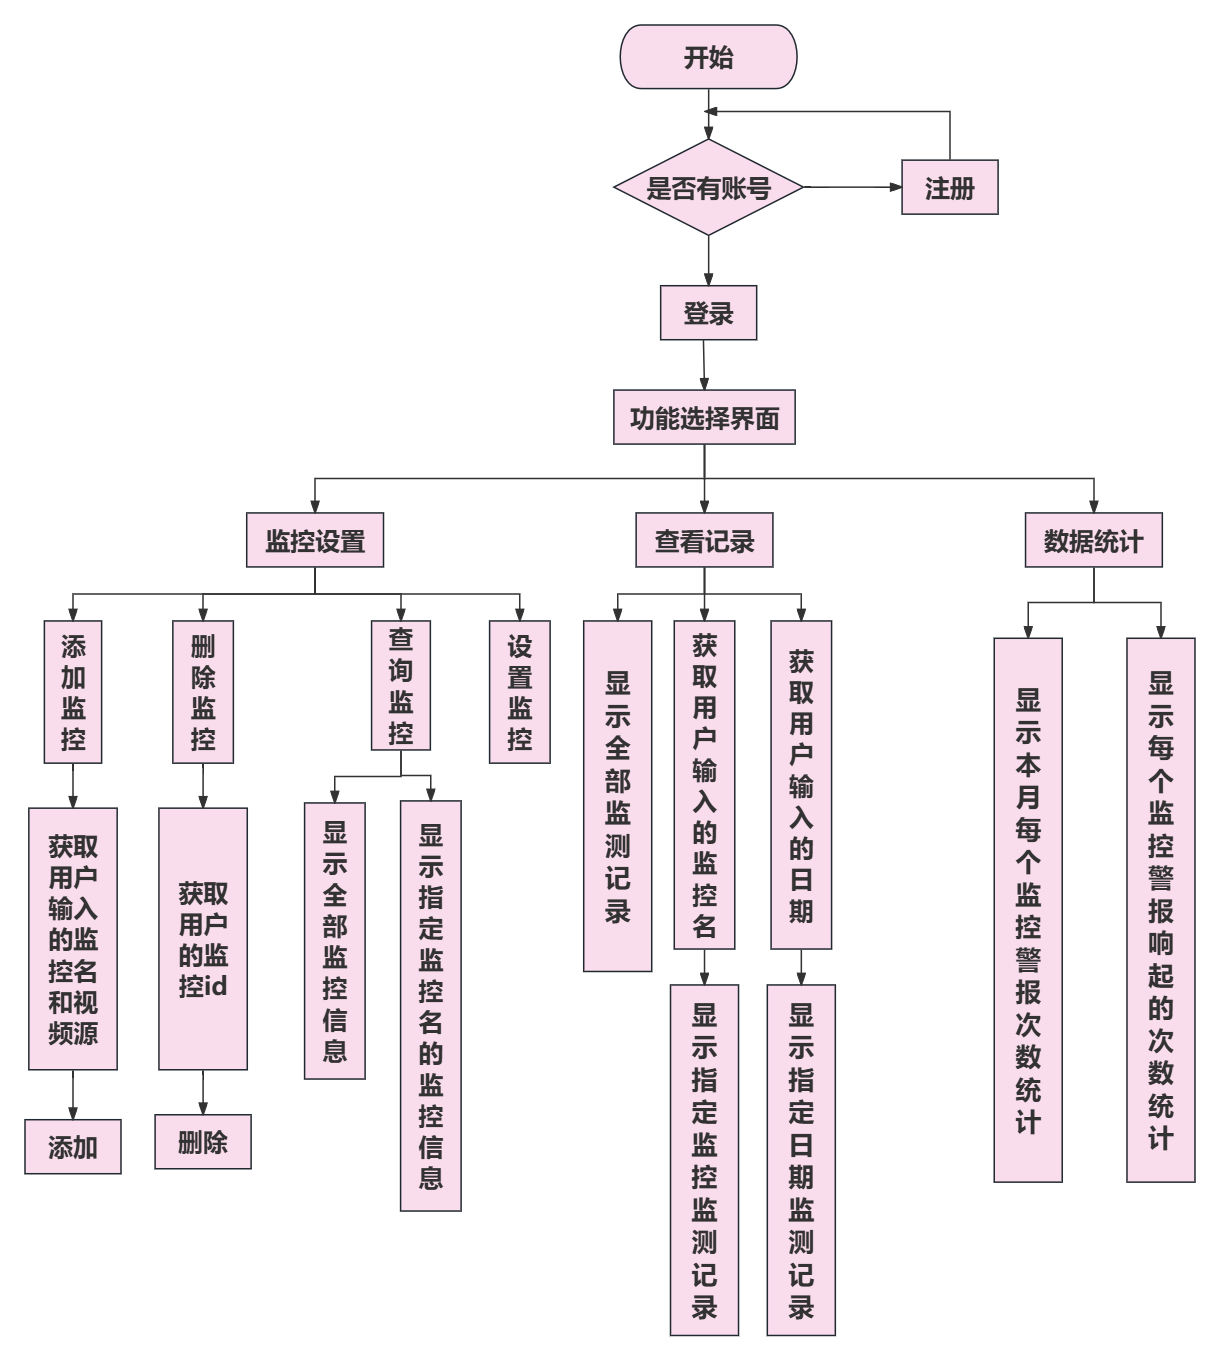 开始
是否有账号
注册
登录
功能选择界面
监控设置
查看记录
数据统计
添加监控
删除监控
查询监控
设置监控
显示全部监测记录
获取用户输入的监控名
获取用户输入的日期
显示本月每个监控警报次数统计
显示每个监控警报响起的次数统计
获取
用户
输入
的监
控名
和视
频源
获取
用户
的监
控id
显示全部监控信息
显示指定监控名的监控信息
显示指定监控监测记录
显示指定日期监测记录
添加
删除